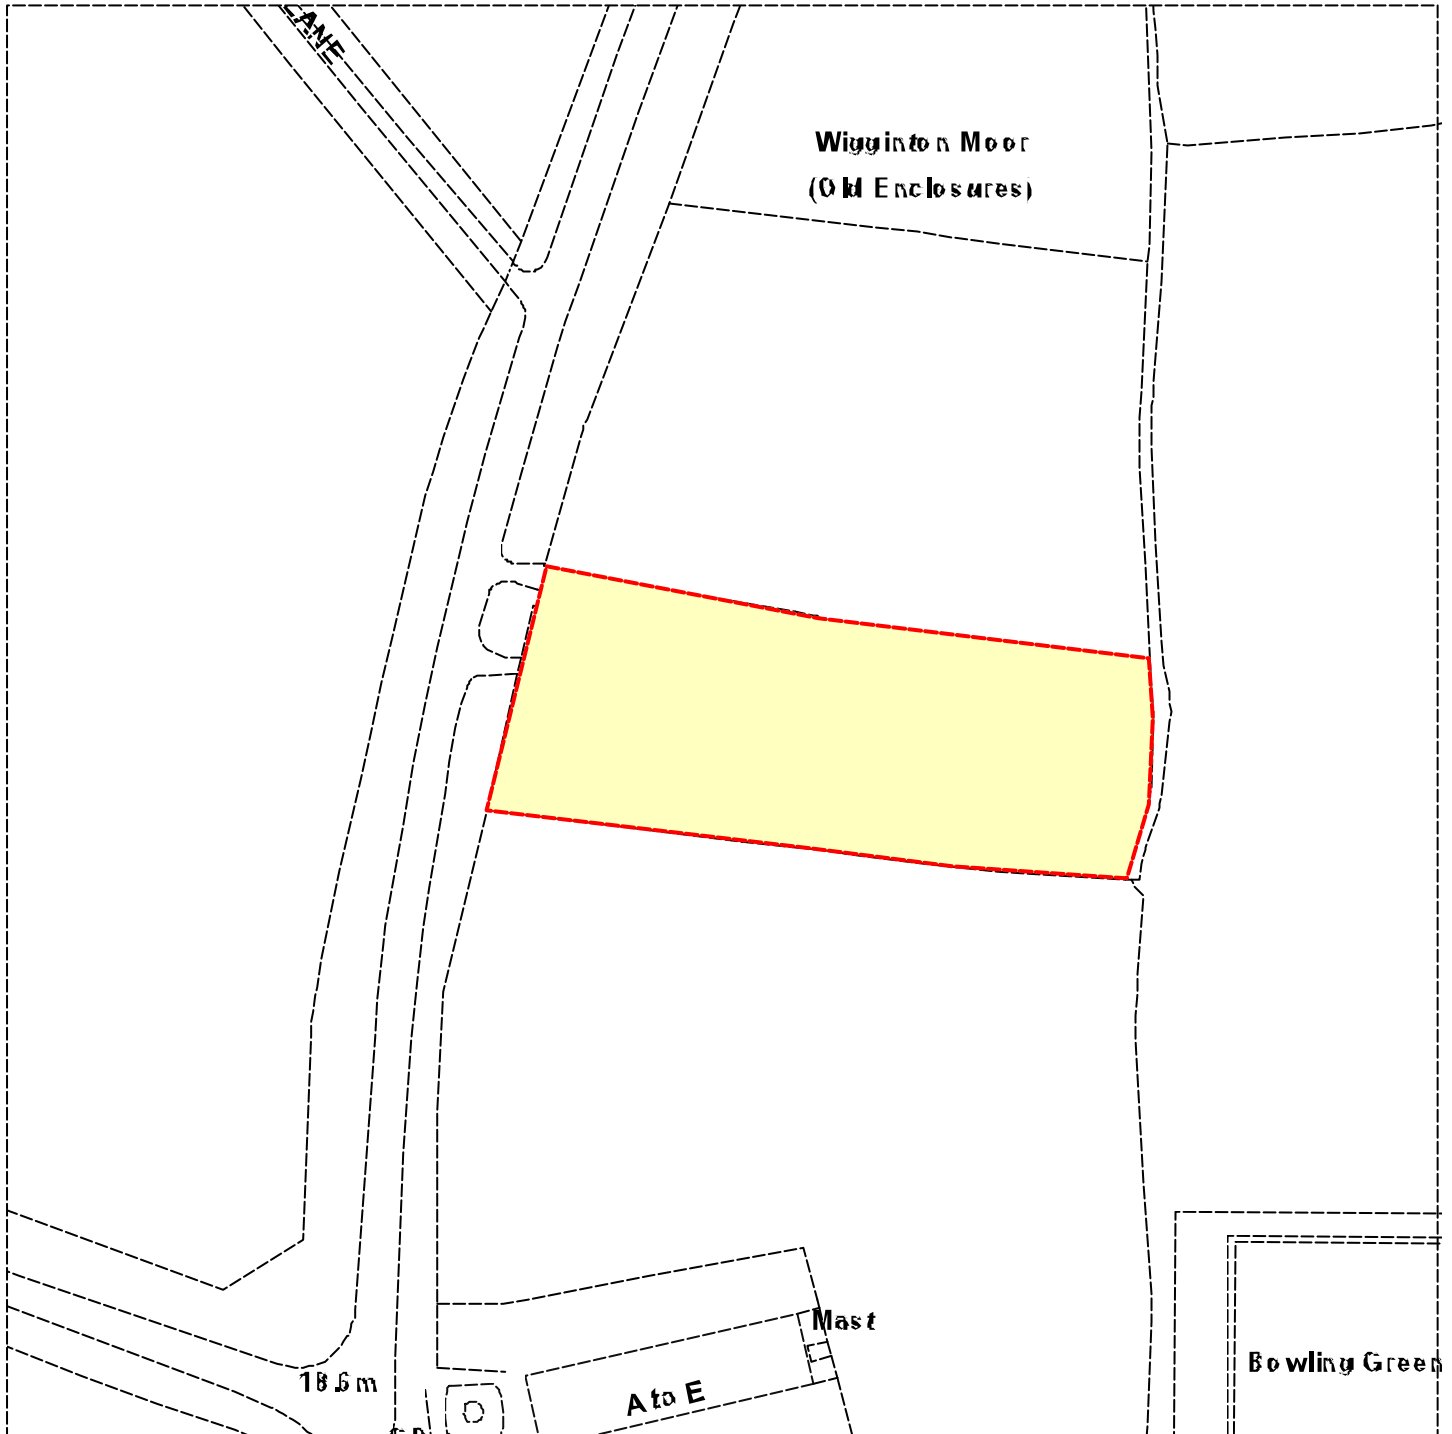 LANE
Wigginton Moor
(Old Enclosures)
Mast
Bowling Green
18.6m
A to E